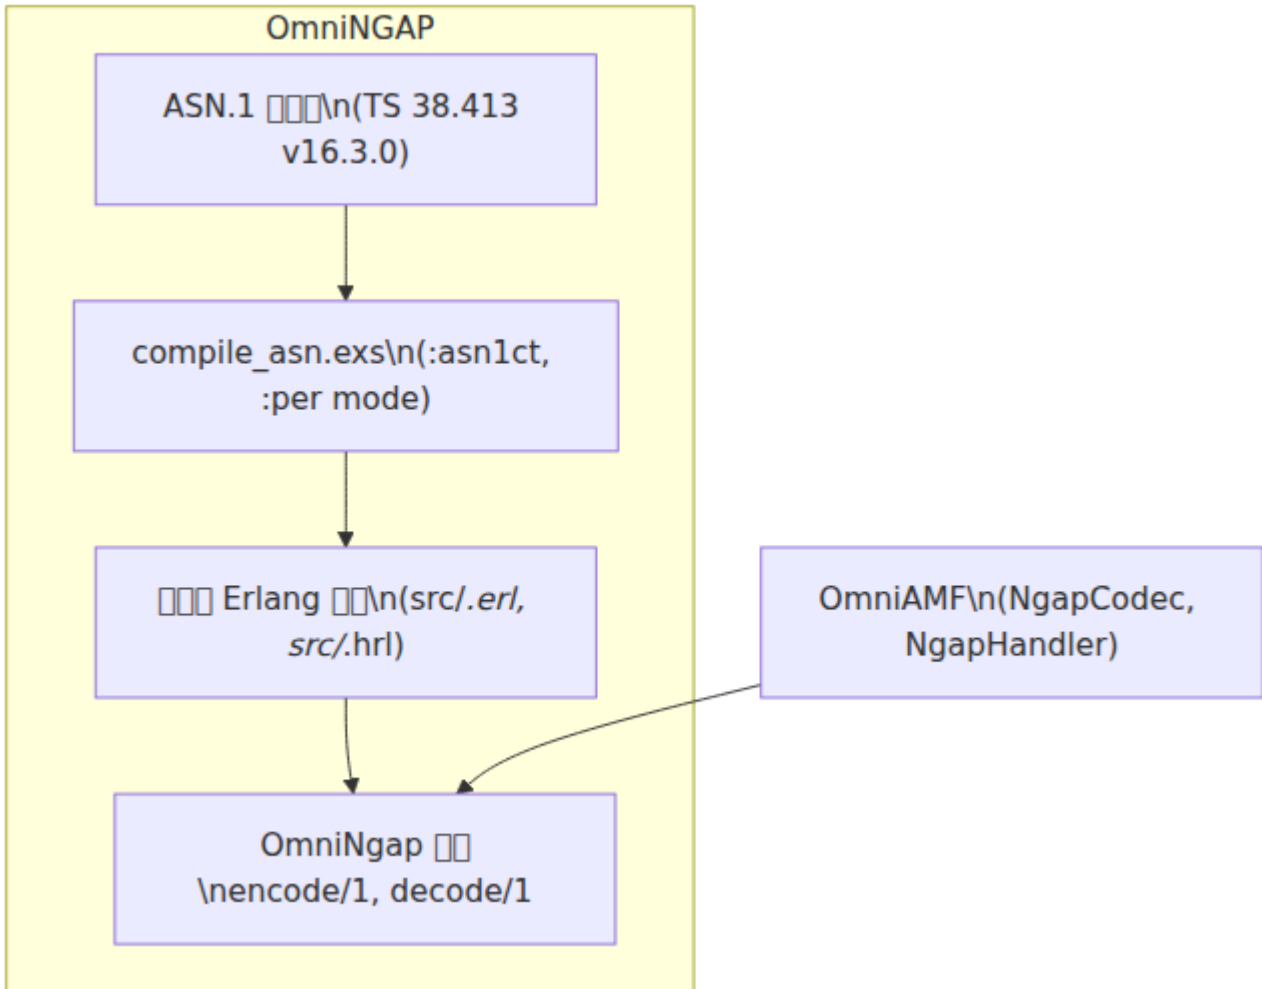 OmniNGAP
ASN.1 \n(TS 38.413
v16.3.0)
compile_asn.exs\n(:asn1ct,
:per mode)
Erlang \n(src/.erl,
src/.hrl)
OmniAMF\n(NgapCodec,
NgapHandler)
OmniNgap
\nencode/1, decode/1